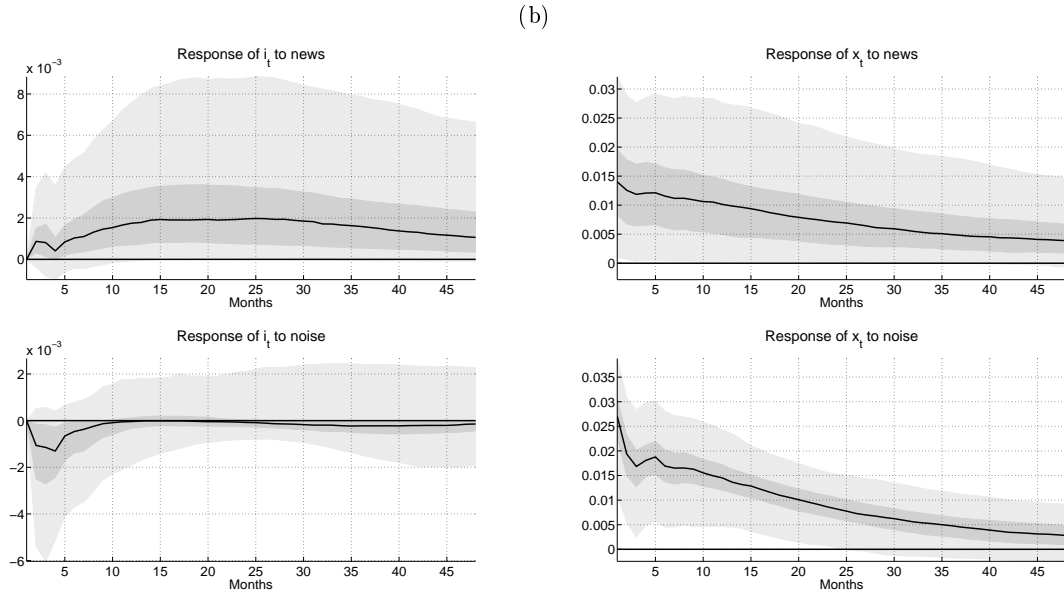 (b)
Response of i_t to news
x 10⁻³
8
6
4
2
0
5 10 15 20 25 30 35 40 45
Months
Response of x_t to news
0.03
0.025
0.02
0.015
0.01
0.005
0
5 10 15 20 25 30 35 40 45
Months
Response of i_t to noise
x 10⁻³
2
0
−2
−4
−6
5 10 15 20 25 30 35 40 45
Months
Response of x_t to noise
0.035
0.03
0.025
0.02
0.015
0.01
0.005
0
5 10 15 20 25 30 35 40 45
Months